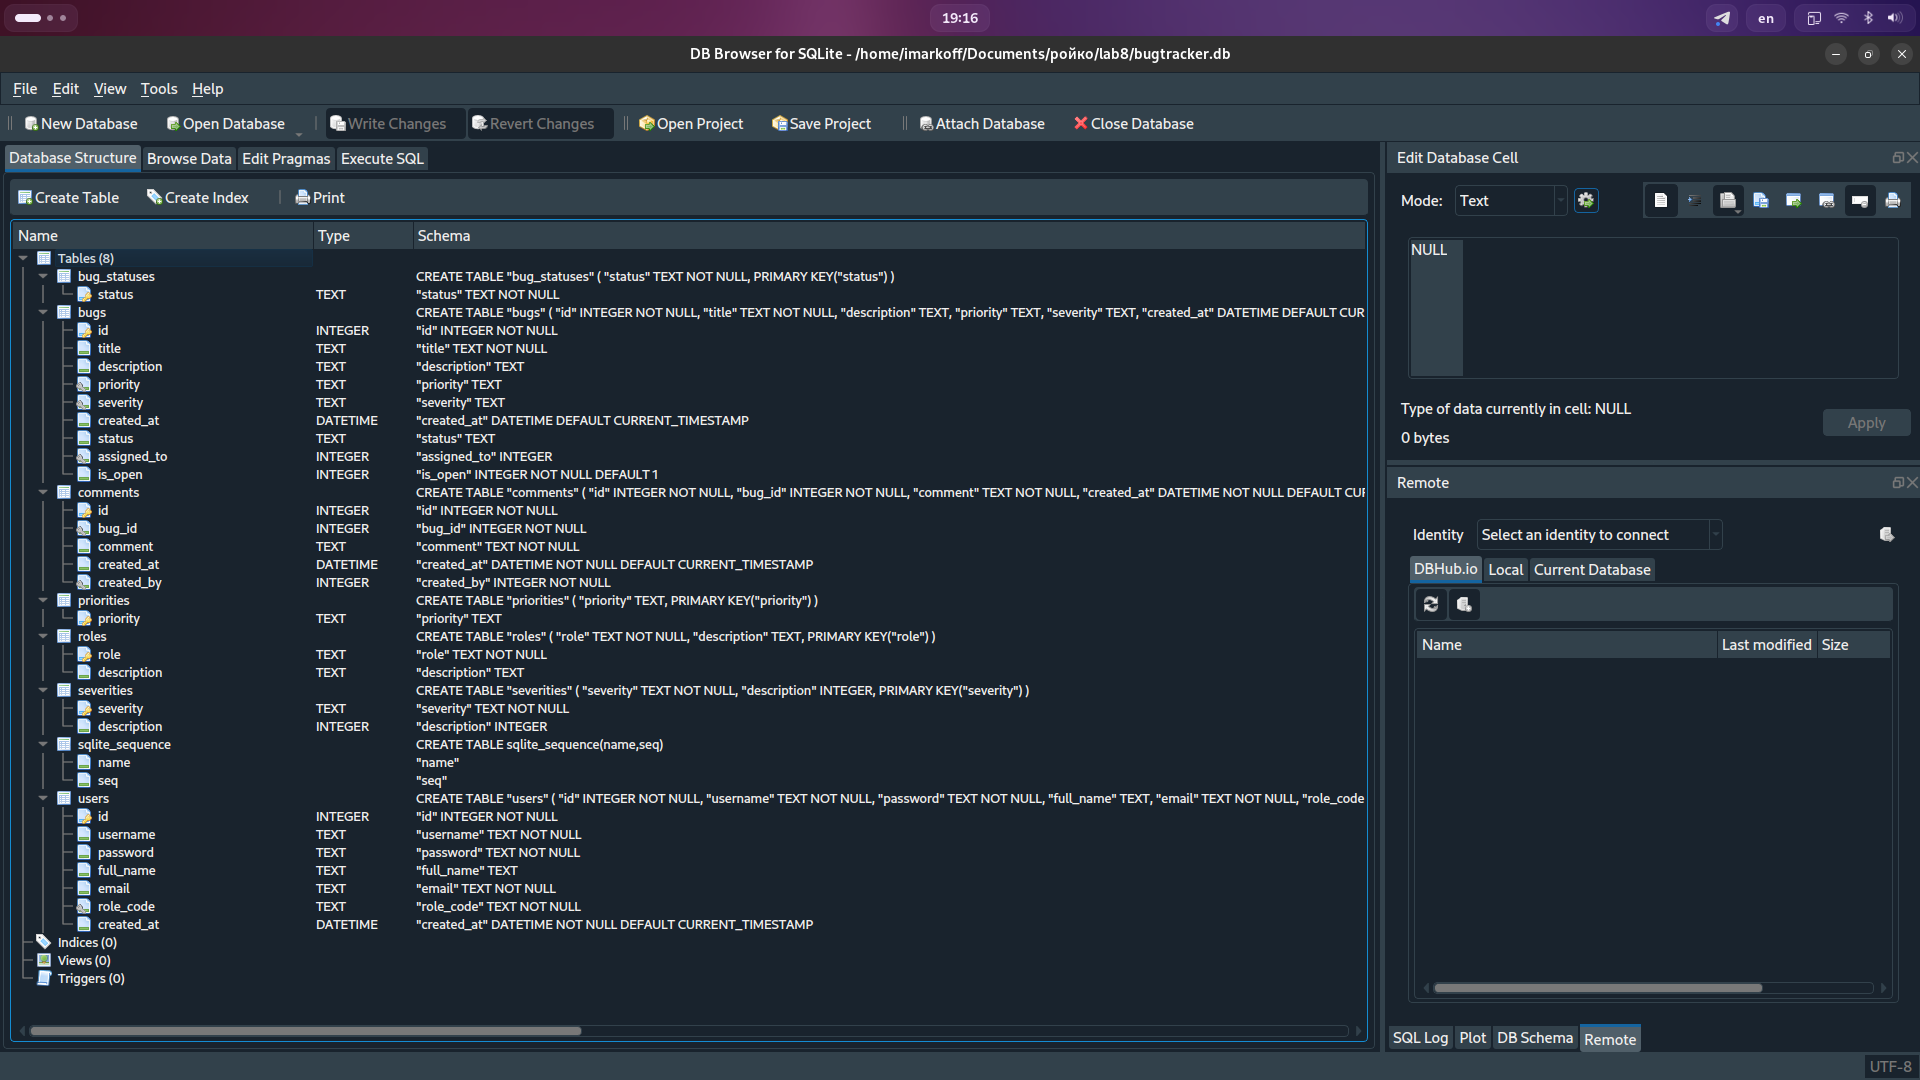 19:16
en
DB Browser for SQLite - /home/imarkoff/Documents/ройко/lab8/bugtracker.db
File Edit View Tools Help
New Database Open Database Write Changes Revert Changes Open Project Save Project Attach Database Close Database
Database Structure Browse Data Edit Pragmas Execute SQL
Create Table Create Index Print
Name Type Schema
Tables (8)
bug_statuses CREATE TABLE "bug_statuses" ( "status" TEXT NOT NULL, PRIMARY KEY("status") )
status TEXT "status" TEXT NOT NULL
bugs CREATE TABLE "bugs" ( "id" INTEGER NOT NULL, "title" TEXT NOT NULL, "description" TEXT, "priority" TEXT, "severity" TEXT, "created_at" DATETIME DEFAULT CUR
id INTEGER "id" INTEGER NOT NULL
title TEXT "title" TEXT NOT NULL
description TEXT "description" TEXT
priority TEXT "priority" TEXT
severity TEXT "severity" TEXT
created_at DATETIME "created_at" DATETIME DEFAULT CURRENT_TIMESTAMP
status TEXT "status" TEXT
assigned_to INTEGER "assigned_to" INTEGER
is_open INTEGER "is_open" INTEGER NOT NULL DEFAULT 1
comments CREATE TABLE "comments" ( "id" INTEGER NOT NULL, "bug_id" INTEGER NOT NULL, "comment" TEXT NOT NULL, "created_at" DATETIME NOT NULL DEFAULT CUR
id INTEGER "id" INTEGER NOT NULL
bug_id INTEGER "bug_id" INTEGER NOT NULL
comment TEXT "comment" TEXT NOT NULL
created_at DATETIME "created_at" DATETIME NOT NULL DEFAULT CURRENT_TIMESTAMP
created_by INTEGER "created_by" INTEGER NOT NULL
priorities CREATE TABLE "priorities" ( "priority" TEXT, PRIMARY KEY("priority") )
priority TEXT "priority" TEXT
roles CREATE TABLE "roles" ( "role" TEXT NOT NULL, "description" TEXT, PRIMARY KEY("role") )
role TEXT "role" TEXT NOT NULL
description TEXT "description" TEXT
severities CREATE TABLE "severities" ( "severity" TEXT NOT NULL, "description" INTEGER, PRIMARY KEY("severity") )
severity TEXT "severity" TEXT NOT NULL
description INTEGER "description" INTEGER
sqlite_sequence CREATE TABLE sqlite_sequence(name,seq)
name "name"
seq "seq"
users CREATE TABLE "users" ( "id" INTEGER NOT NULL, "username" TEXT NOT NULL, "password" TEXT NOT NULL, "full_name" TEXT, "email" TEXT NOT NULL, "role_code
id INTEGER "id" INTEGER NOT NULL
username TEXT "username" TEXT NOT NULL
password TEXT "password" TEXT NOT NULL
full_name TEXT "full_name" TEXT
email TEXT "email" TEXT NOT NULL
role_code TEXT "role_code" TEXT NOT NULL
created_at DATETIME "created_at" DATETIME NOT NULL DEFAULT CURRENT_TIMESTAMP
Indices (0)
Views (0)
Triggers (0)
Edit Database Cell
Mode: Text
NULL
Type of data currently in cell: NULL
0 bytes
Apply
Remote
Identity Select an identity to connect
DBHub.io Local Current Database
Name Last modified Size
SQL Log Plot DB Schema Remote
UTF-8